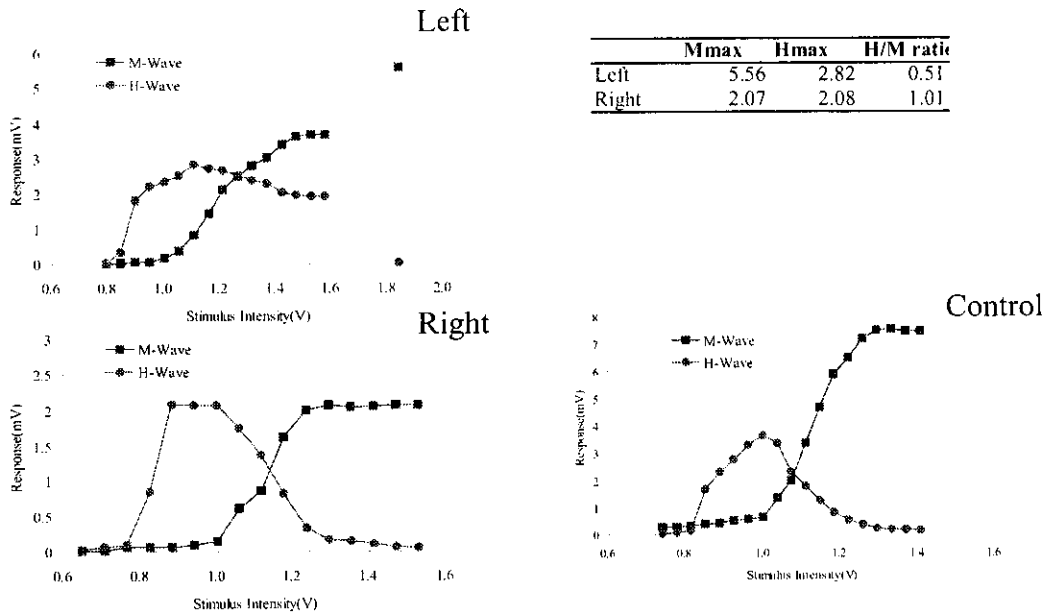 Left
6
M-Wave
H-Wave
5
4
3
2
1
0
Response(mV)
0.6 0.8 1.0 1.2 1.4 1.6 1.8 2.0
Stimulus Intensity(V)
Mmax Hmax H/M ratio
Left 5.56 2.82 0.51
Right 2.07 2.08 1.01
Right
3
M-Wave
H-Wave
2.5
2
1.5
1
0.5
0
Response(mV)
0.6 0.8 1.0 1.2 1.4 1.6
Stimulus Intensity(V)
Control
8
M-Wave
H-Wave
7
6
5
4
3
2
1
0
Response(mV)
0.6 0.8 1.0 1.2 1.4 1.6
Stimulus Intensity(V)